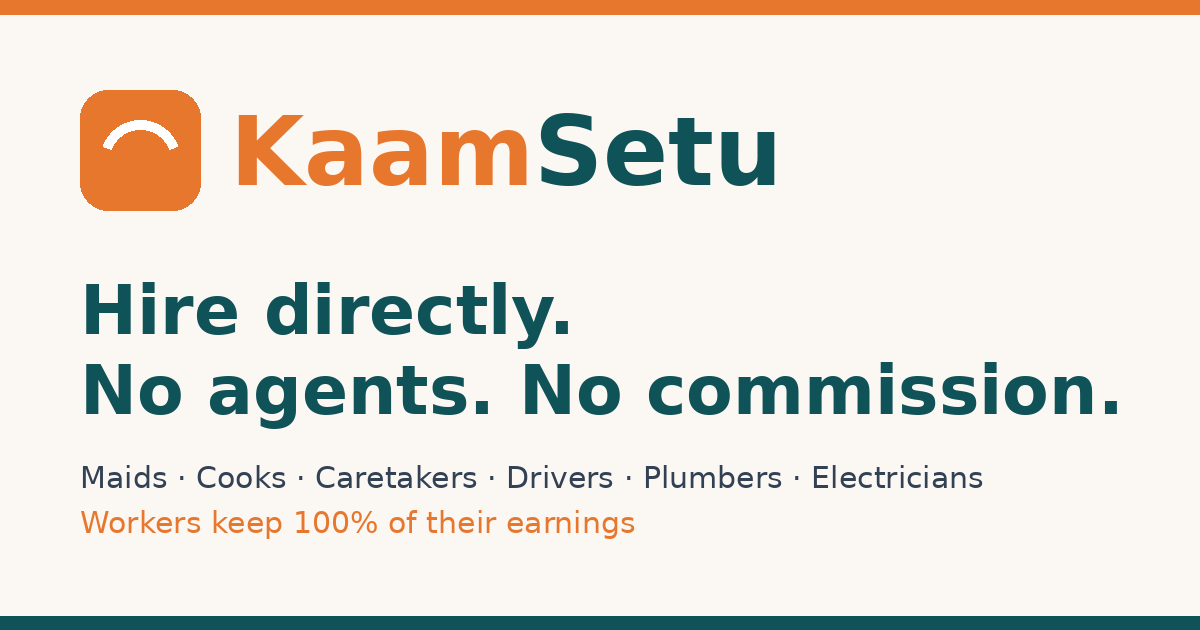 KaamSetu
Hire directly.
No agents. No commission.
Maids · Cooks · Caretakers · Drivers · Plumbers · Electricians
Workers keep 100% of their earnings